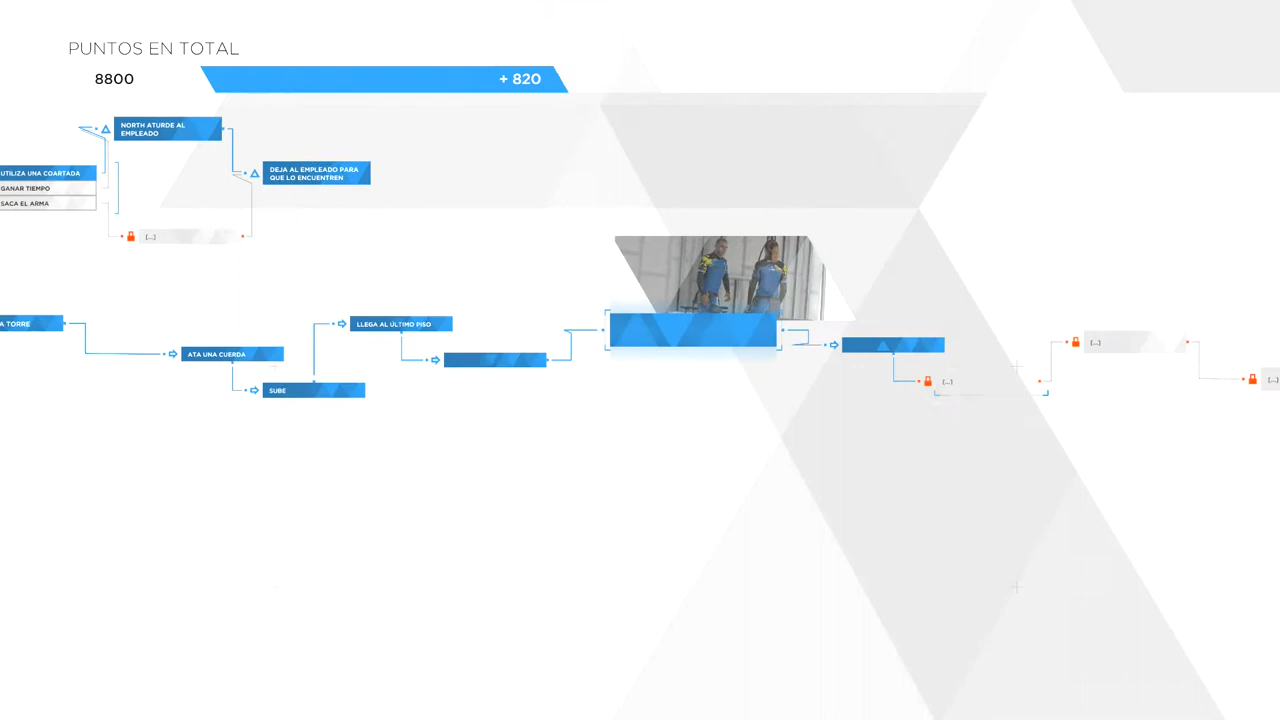 PUNTOS EN TOTAL
8800
+ 820
NORTH ATURDE AL
EMPLEADO
DEJA AL EMPLEADO PARA
QUE LO ENCUENTREN
UTILIZA UNA COARTADA
GANAR TIEMPO
SACA EL ARMA
[...]
A TORRE
ATA UNA CUERDA
SUBE
LLEGA AL ÚLTIMO PISO
[...]
[...]
[...]